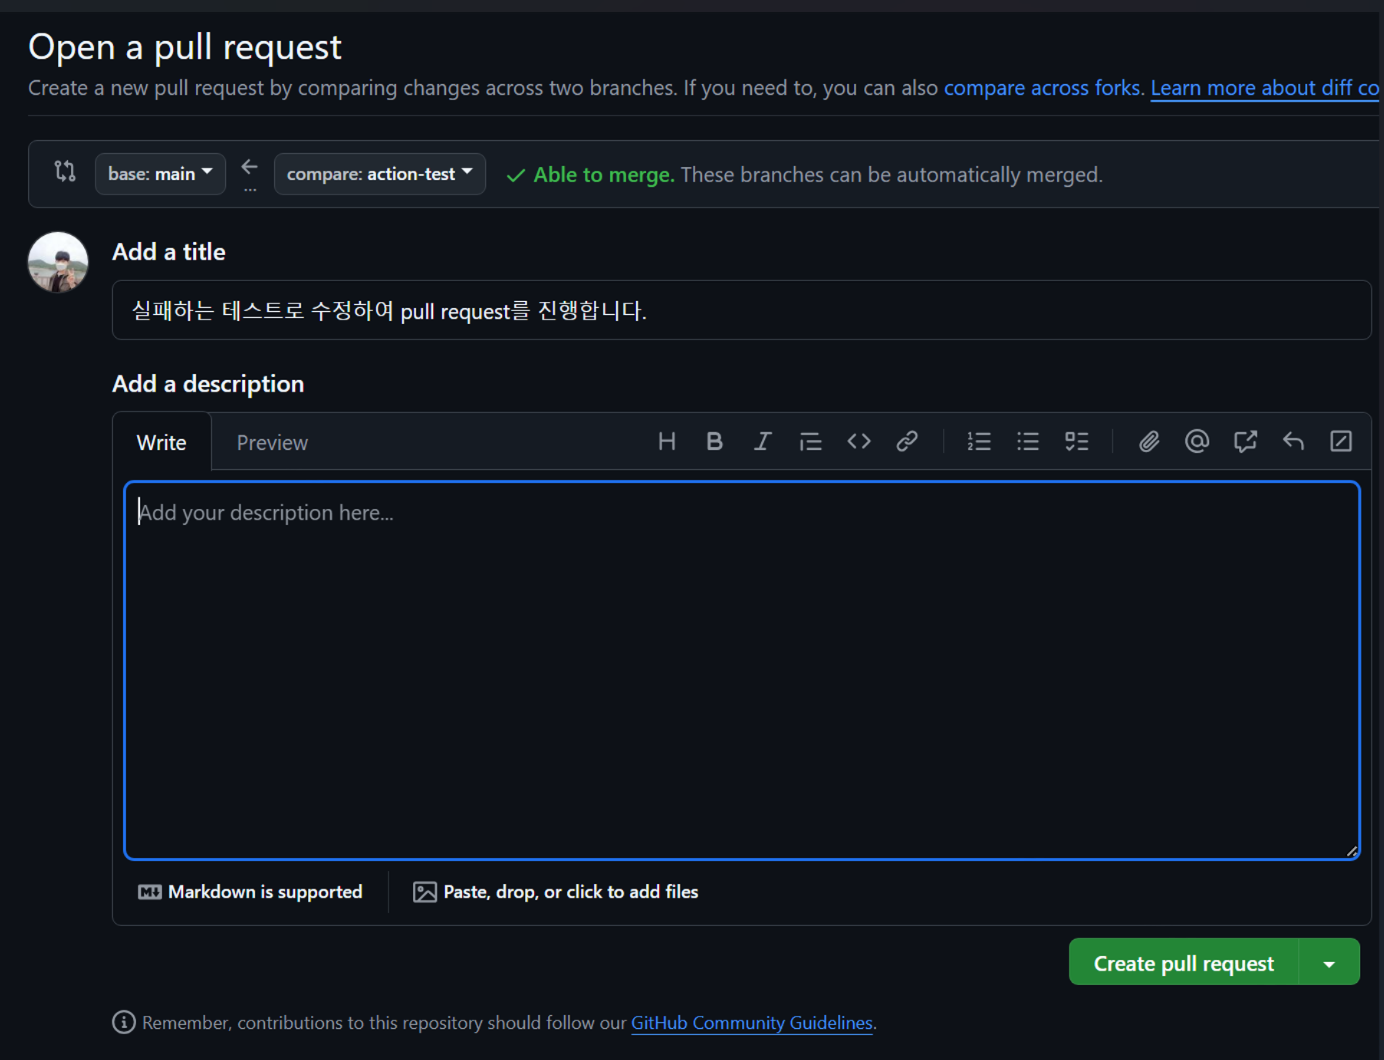 Open a pull request
Create a new pull request by comparing changes across two branches. If you need to, you can also compare across forks. Learn more about diff co
base: main ← compare: action-test ✓ Able to merge. These branches can be automatically merged.
...
Add a title
실패하는 테스트로 수정하여 pull request를 진행합니다.
Add a description
Write Preview
Add your description here...
Markdown is supported Paste, drop, or click to add files
Create pull request
Remember, contributions to this repository should follow our GitHub Community Guidelines.